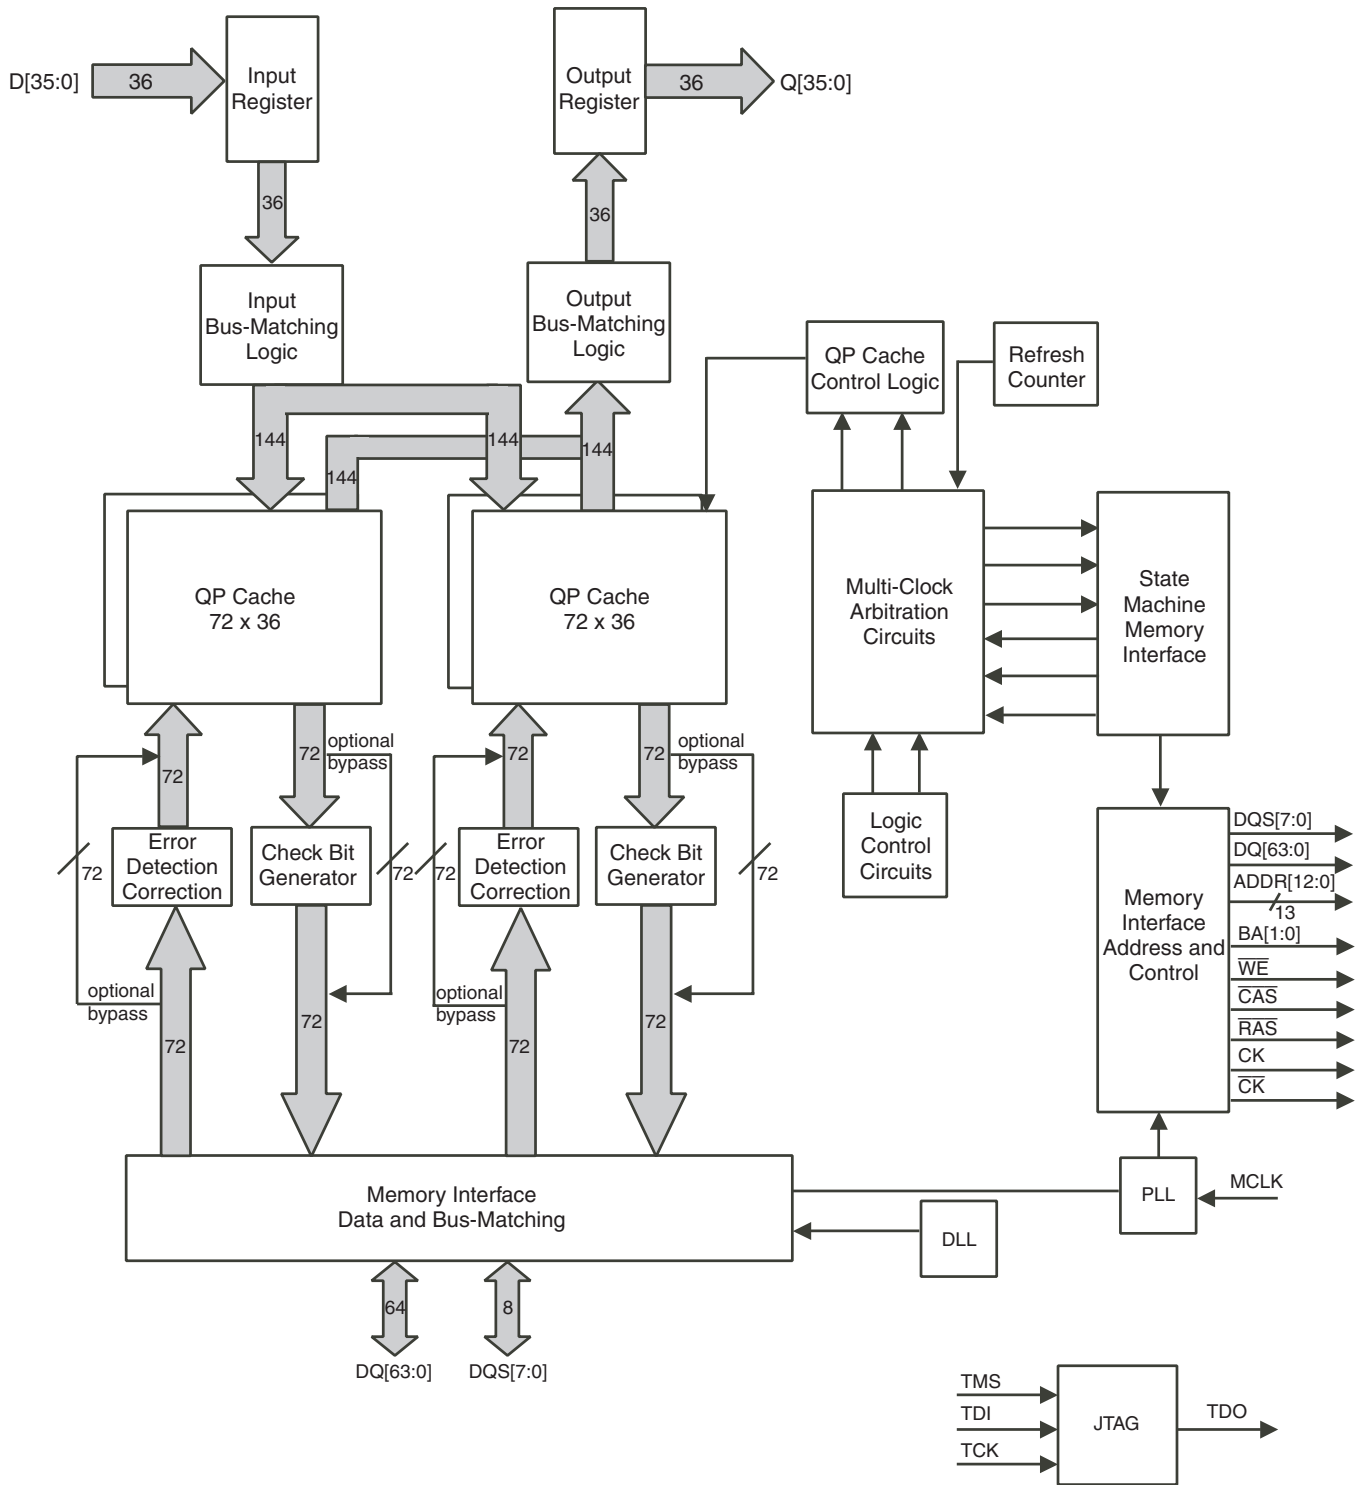 D[35:0]
36
Input
Register
36
Output
Register
36
Q[35:0]
36
Input
Bus-Matching
Logic
Output
Bus-Matching
Logic
QP Cache
Control Logic
Refresh
Counter
144
144
144
144
QP Cache
72 x 36
QP Cache
72 x 36
Multi-Clock
Arbitration
Circuits
State
Machine
Memory
Interface
72
72
optional
bypass
72
72
optional
bypass
72
Error
Detection
Correction
Check Bit
Generator
72
72
Error
Detection
Correction
Check Bit
Generator
72
Logic
Control
Circuits
optional
bypass
72
72
optional
bypass
72
72
Memory
Interface
Address and
Control
DQS[7:0]
DQ[63:0]
ADDR[12:0]
13
BA[1:0]
W̅E̅
C̅A̅S̅
R̅A̅S̅
CK
C̅K̅
Memory Interface
Data and Bus-Matching
PLL
MCLK
DLL
64
8
DQ[63:0]
DQS[7:0]
TMS
TDI
TCK
JTAG
TDO